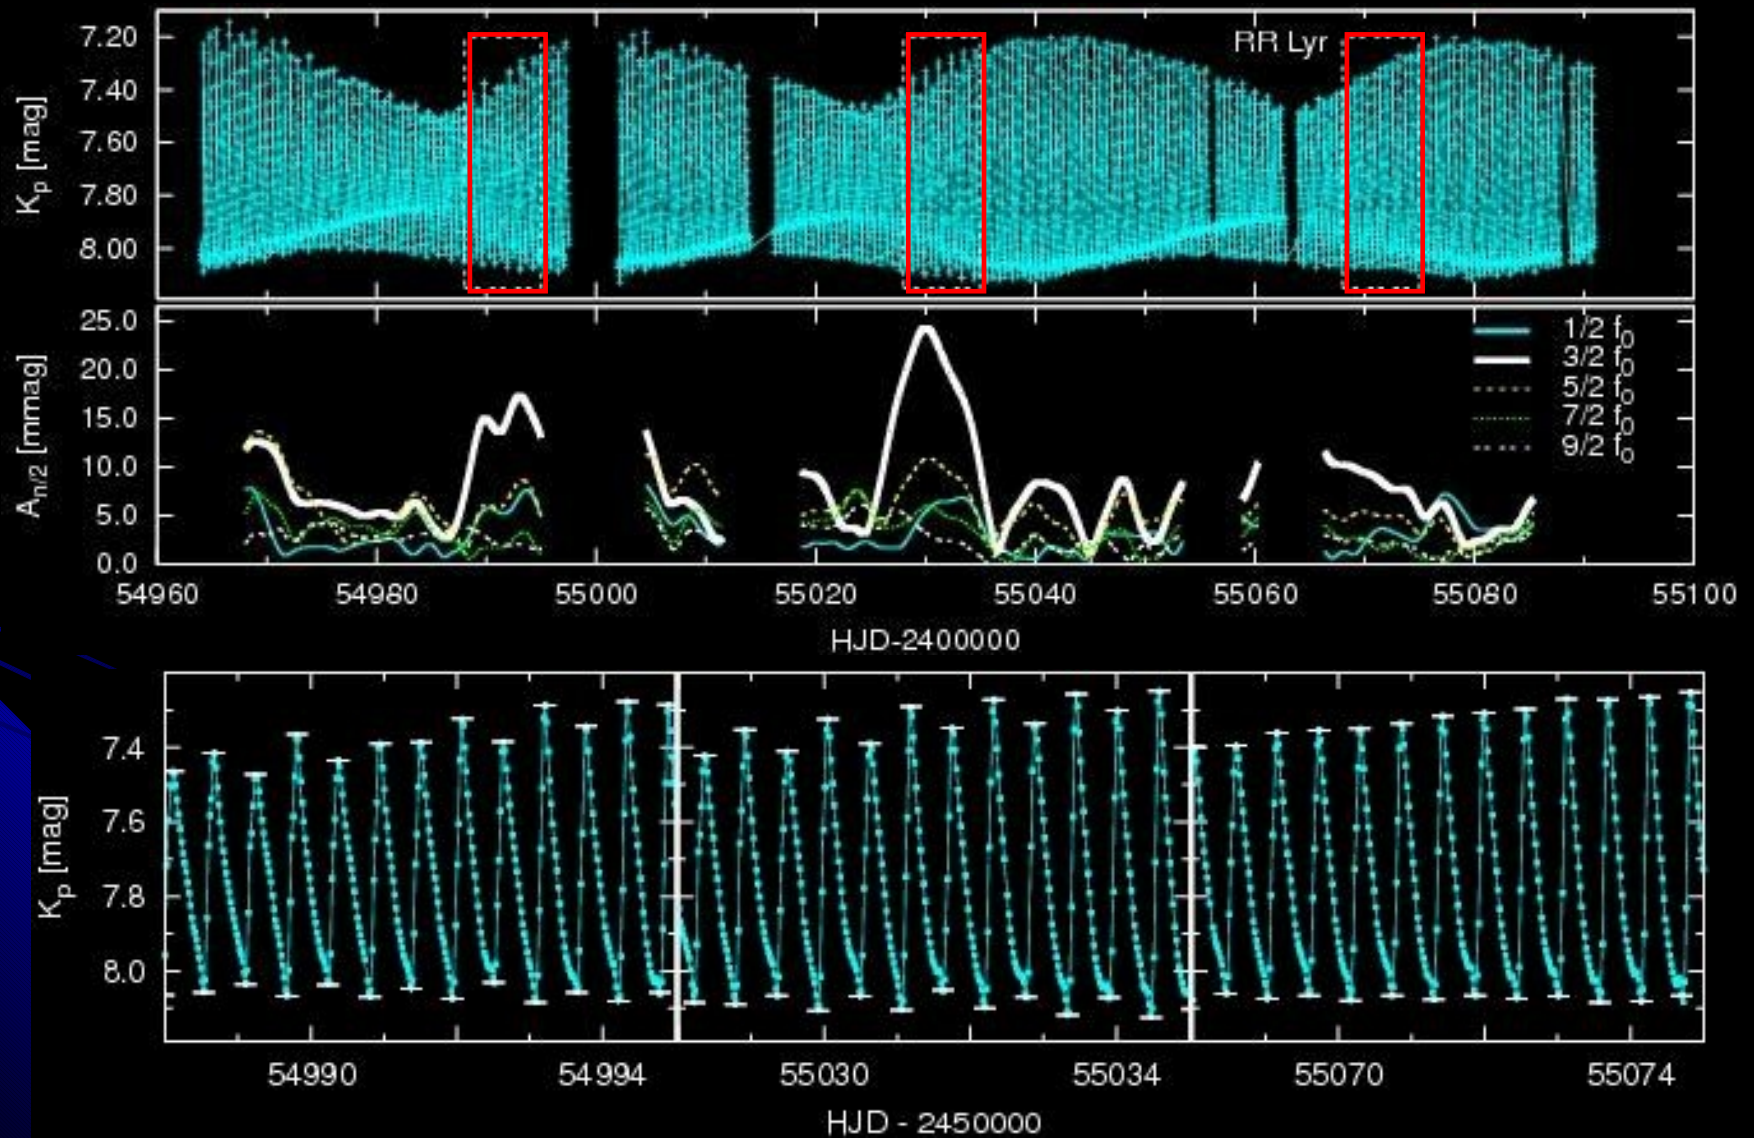 RR Lyr
Kp [mag]
7.20
7.40
7.60
7.80
8.00
An/2 [mmag]
25.0
20.0
15.0
10.0
5.0
0.0
1/2 f0
3/2 f0
5/2 f0
7/2 f0
9/2 f0
54960 54980 55000 55020 55040 55060 55080 55100
HJD-2400000
Kp [mag]
7.4
7.6
7.8
8.0
54990 54994 55030 55034 55070 55074
HJD - 2450000